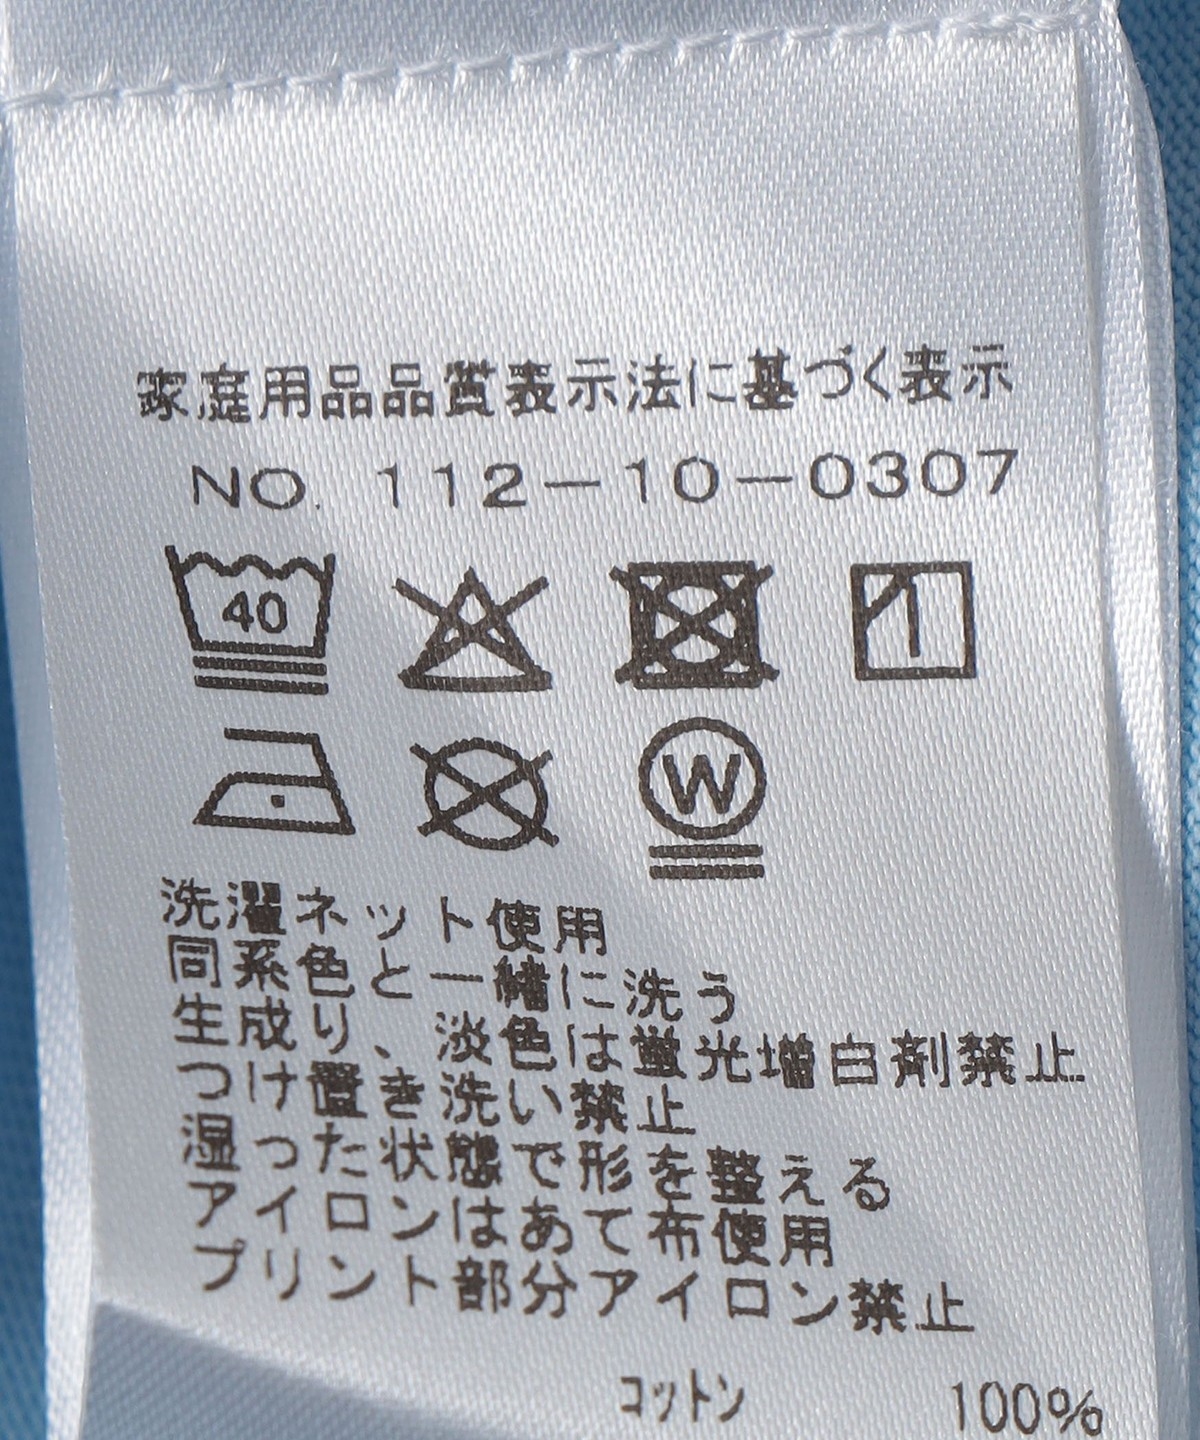 家庭用品品質表示法に基づく表示
NO. 112-10-0307
40
W
洗濯ネット使用
同系色と一緒に洗う
生成り、淡色は蛍光増白剤禁止
つけ置き洗い禁止
湿った状態で形を整える
アイロンはあて布使用
プリント部分アイロン禁止
コットン 100%